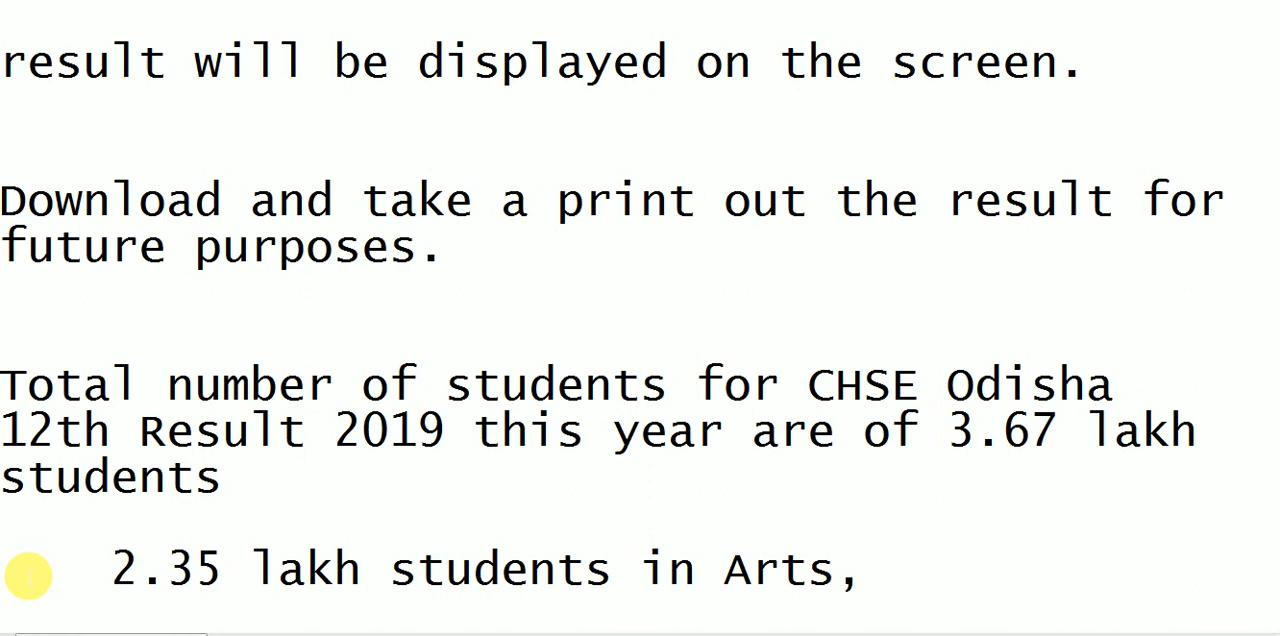 result will be displayed on the screen.
Download and take a print out the result for
future purposes.
Total number of students for CHSE Odisha
12th Result 2019 this year are of 3.67 lakh
students
2.35 lakh students in Arts,